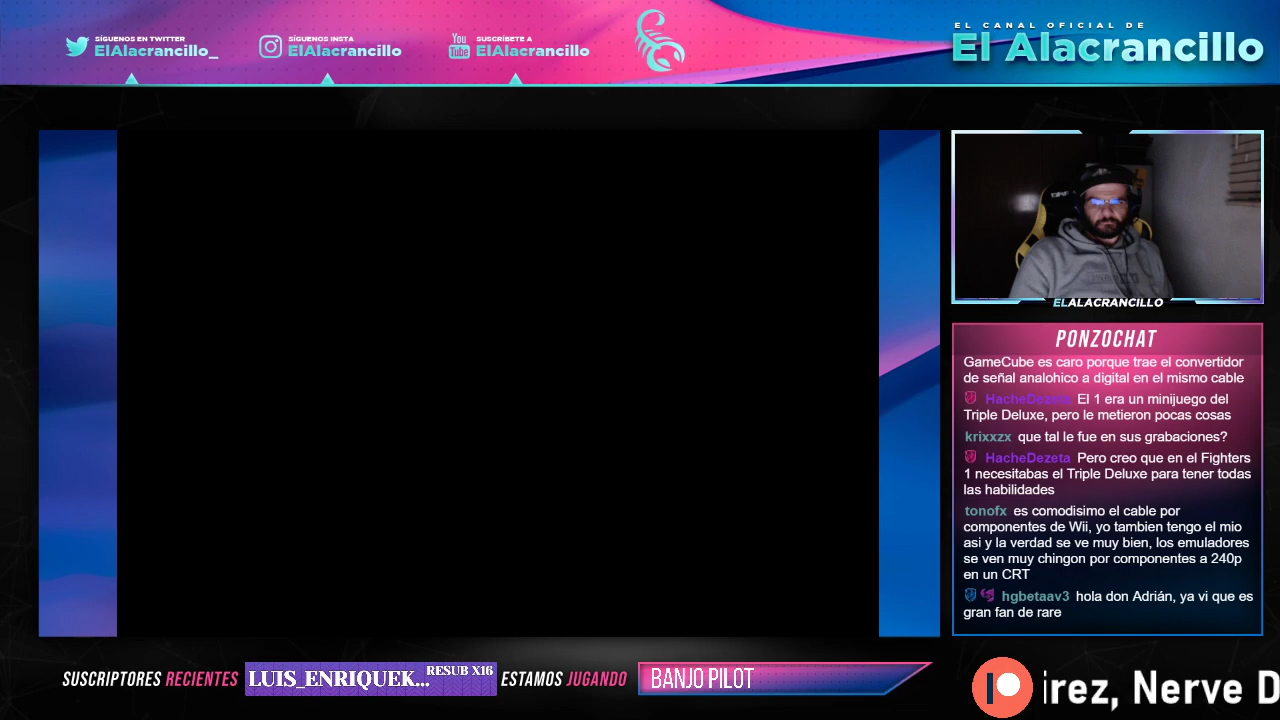 SÍGUENOS EN TWITTER
ElAlacrancillo_
SÍGUENOS INSTA
ElAlacrancillo
You
Tube
SUSCRÍBETE A
ElAlacrancillo
EL CANAL OFICIAL DE
El Alacrancillo
ELALACRANCILLO
PONZOCHAT
GameCube es caro porque trae el convertidor
de señal analohico a digital en el mismo cable
HacheDezeta El 1 era un minijuego del
Triple Deluxe, pero le metieron pocas cosas
krixxzx que tal le fue en sus grabaciones?
HacheDezeta Pero creo que en el Fighters
1 necesitabas el Triple Deluxe para tener todas
las habilidades
tonofx es comodisimo el cable por
componentes de Wii, yo tambien tengo el mio
asi y la verdad se ve muy bien, los emuladores
se ven muy chingon por componentes a 240p
en un CRT
hgbetaav3 hola don Adrián, ya vi que es
gran fan de rare
SUSCRIPTORES RECIENTES
LUIS_ENRIQUEK... RESUB X16
ESTAMOS JUGANDO
BANJO PILOT
irez, Nerve D